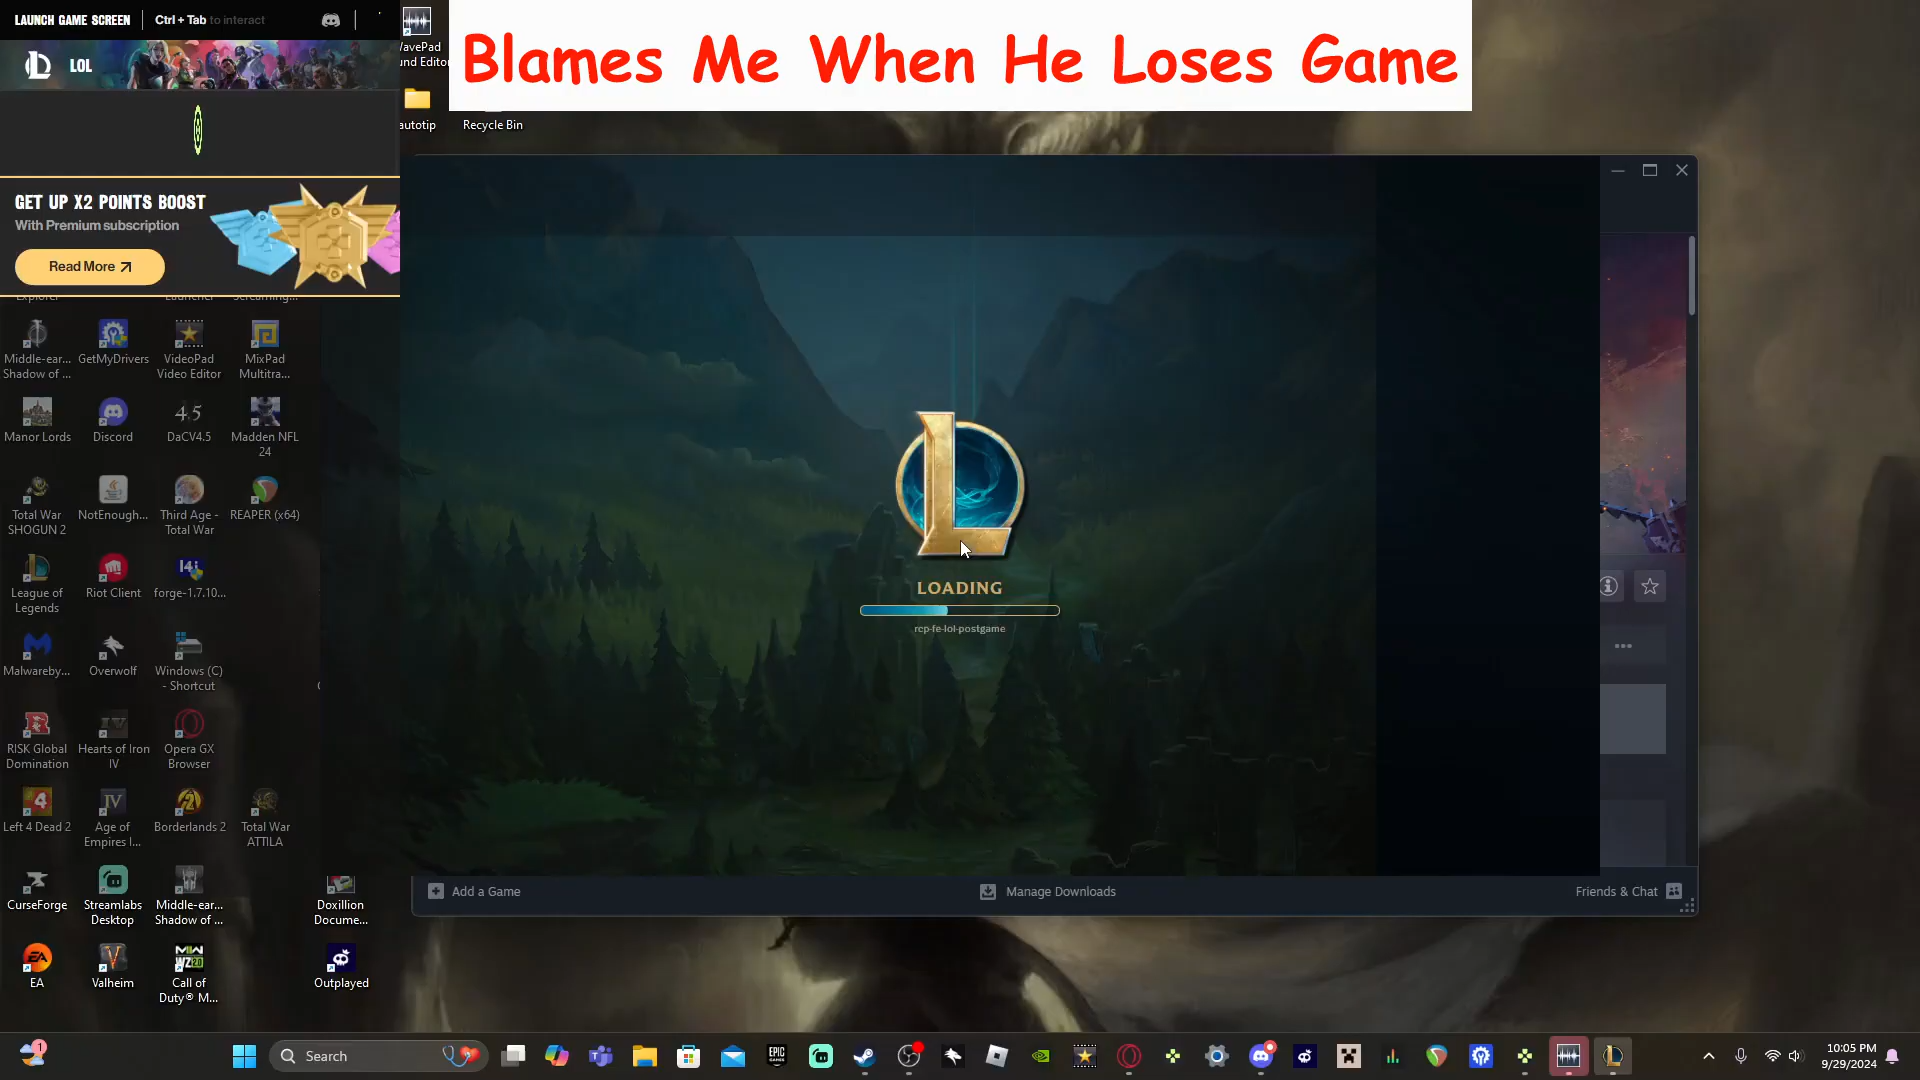 LAUNCH GAME SCREEN
Ctrl + Tab to interact
LOL
GET UP X2 POINTS BOOST
With Premium subscription
Read More
Blames Me When He Loses Game
WavePad
und Edito
autotip
Recycle Bin
Middle-ear...
Shadow of ...
GetMyDrivers
VideoPad
Video Editor
MixPad
Multitra...
Manor Lords
Discord
4.5
DaCV4.5
Madden NFL
24
Total War
SHOGUN 2
NotEnough...
Third Age -
Total War
REAPER (x64)
League of
Legends
Riot Client
forge-1.7.10...
Malwareby...
Overwolf
Windows (C)
- Shortcut
RISK Global
Domination
Hearts of Iron
IV
Opera GX
Browser
Left 4 Dead 2
Age of
Empires I...
Borderlands 2
Total War
ATTILA
CurseForge
Streamlabs
Desktop
Middle-ear...
Shadow of ...
Doxillion
Docume...
EA
Valheim
Call of
Duty® M...
Outplayed
LOADING
rcp-fe-lol-postgame
Add a Game
Manage Downloads
Friends & Chat
Search
10:05 PM
9/29/2024